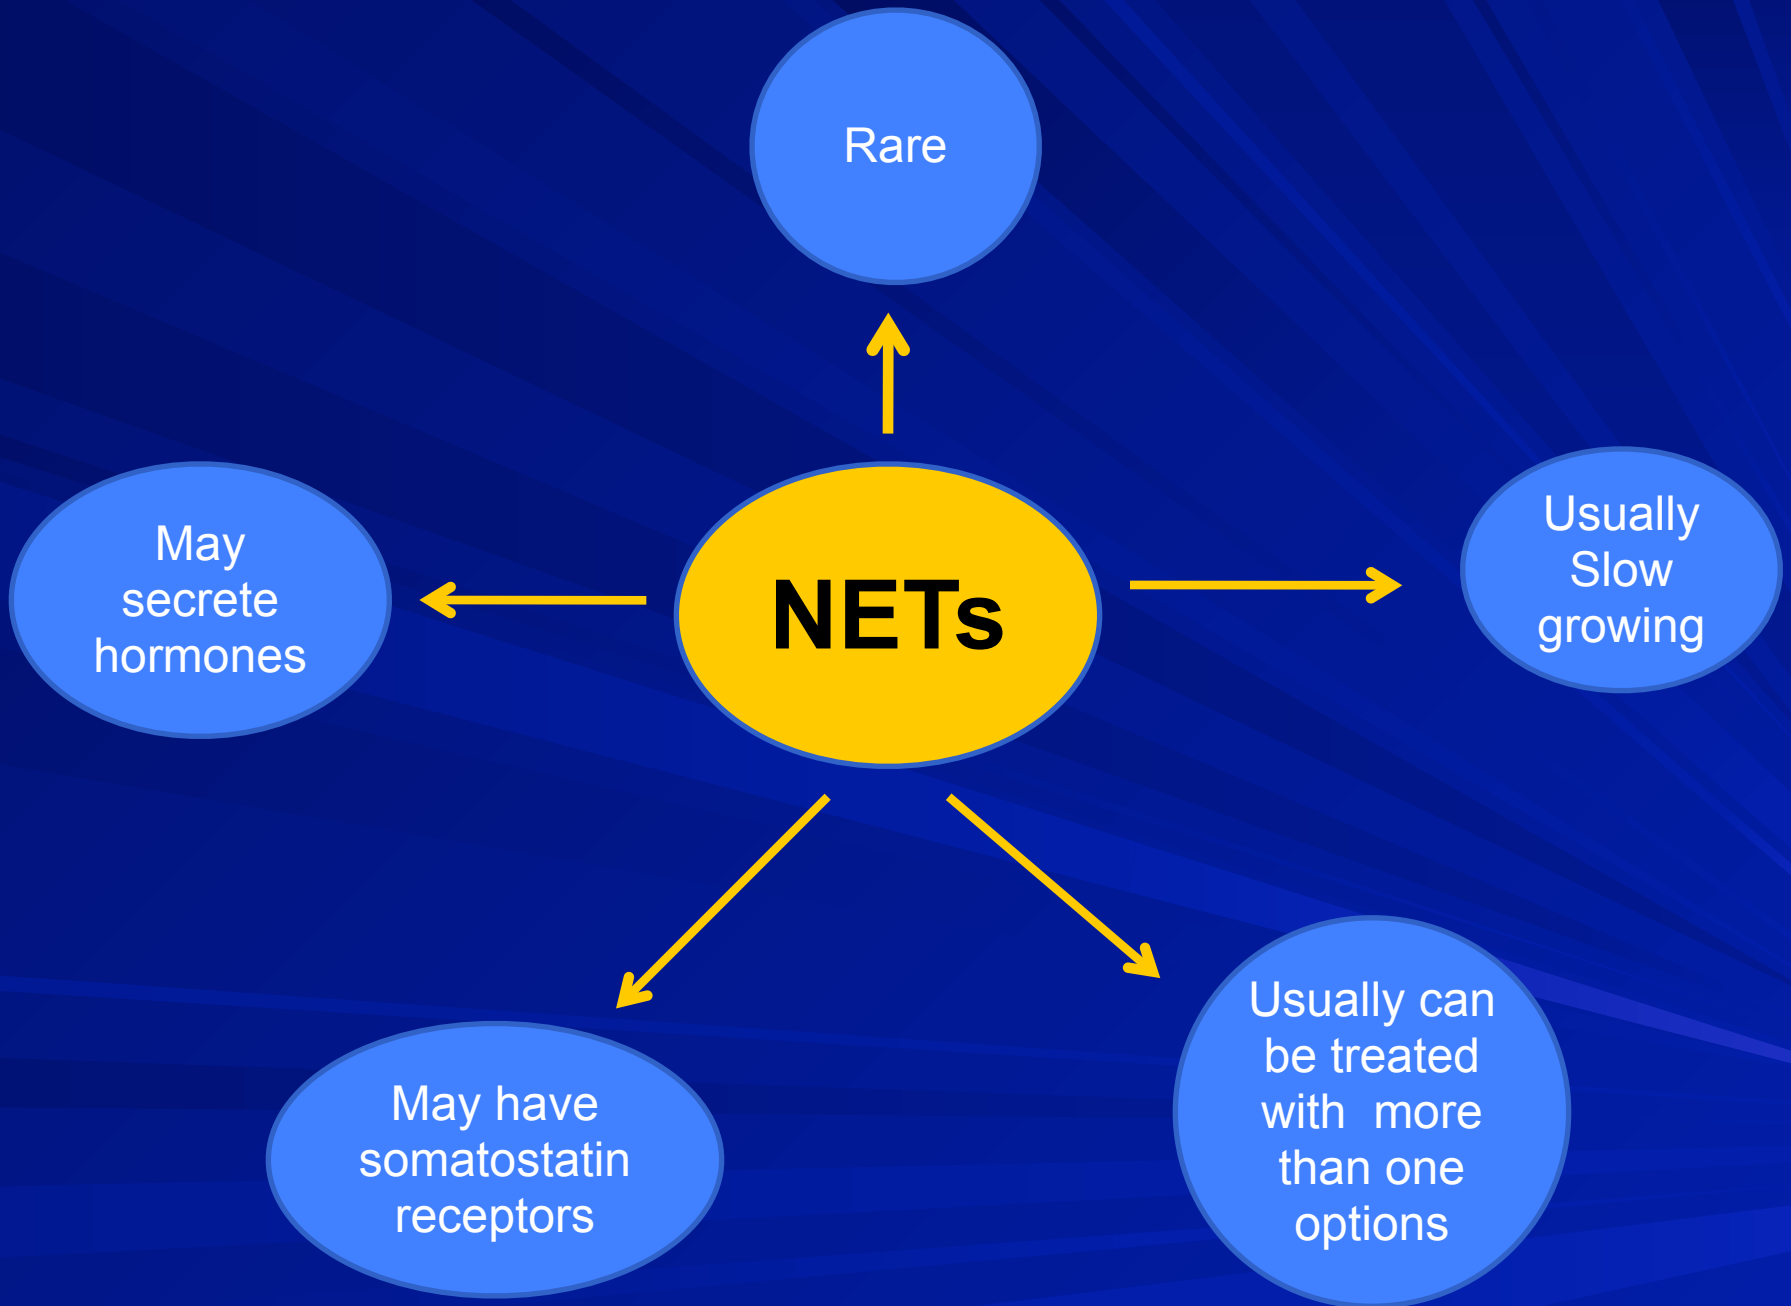 Rare
May
secrete
hormones
NETs
Usually
Slow
growing
May have
somatostatin
receptors
Usually can
be treated
with  more
than one
options